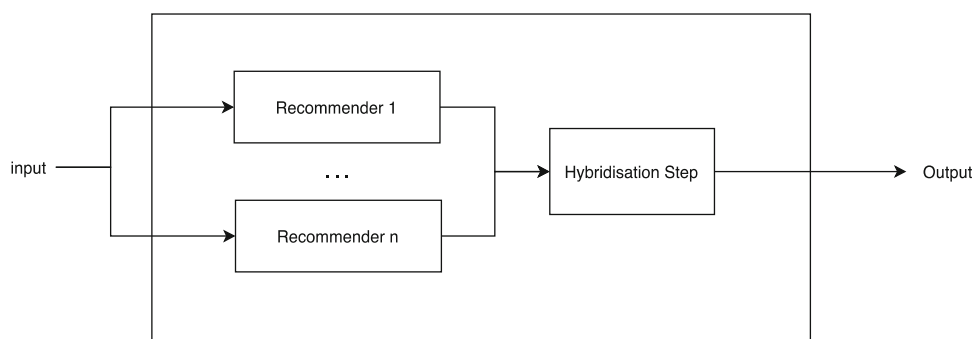 Recommender 1
input
...
Hybridisation Step
Output
Recommender n